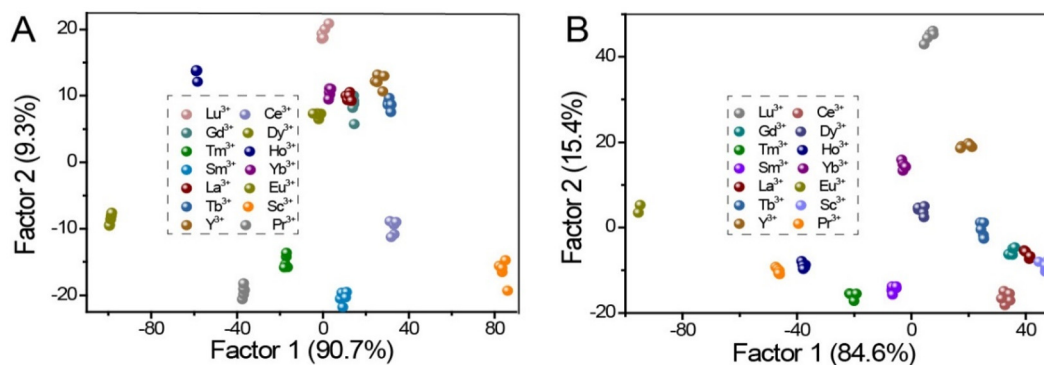 A
20
10
0
-10
-20
Factor 2 (9.3%)
Lu³⁺ Ce³⁺
Gd³⁺ Dy³⁺
Tm³⁺ Ho³⁺
Sm³⁺ Yb³⁺
La³⁺ Eu³⁺
Tb³⁺ Sc³⁺
Y³⁺ Pr³⁺
-80 -40 0 40 80
Factor 1 (90.7%)
B
40
20
0
-20
Factor 2 (15.4%)
Lu³⁺ Ce³⁺
Gd³⁺ Dy³⁺
Tm³⁺ Ho³⁺
Sm³⁺ Yb³⁺
La³⁺ Eu³⁺
Tb³⁺ Sc³⁺
Y³⁺ Pr³⁺
-80 -40 0 40
Factor 1 (84.6%)